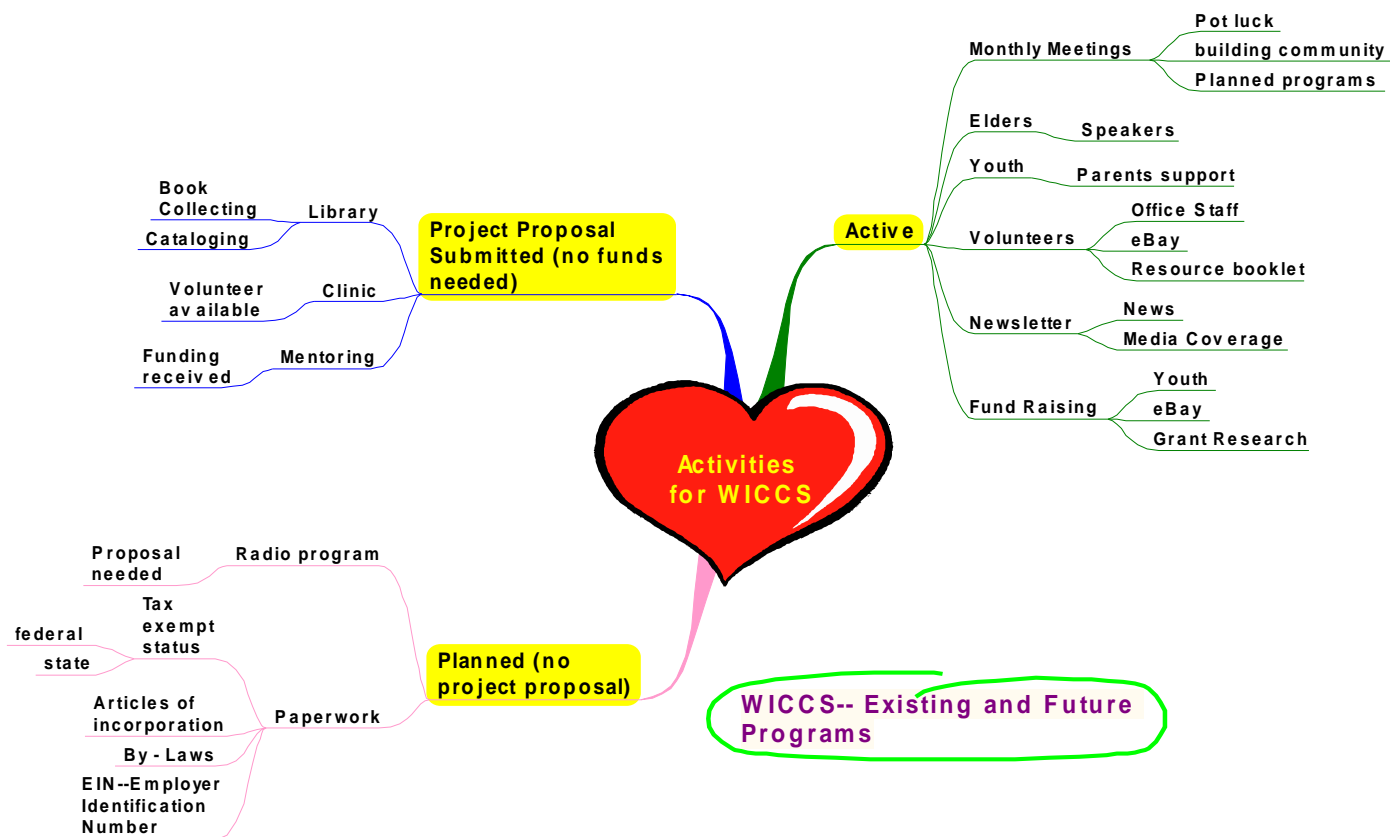 Activities
for WICCS
Active
Monthly Meetings
Pot luck
building community
Planned programs
Elders
Speakers
Youth
Parents support
Volunteers
Office Staff
eBay
Resource booklet
Newsletter
News
Media Coverage
Fund Raising
Youth
eBay
Grant Research
Project Proposal
Submitted (no funds
needed)
Library
Book
Collecting
Cataloging
Clinic
Volunteer
available
Mentoring
Funding
received
Planned (no
project proposal)
Radio program
Proposal
needed
Paperwork
Tax
exempt
status
federal
state
Articles of
incorporation
By - Laws
EIN--Employer
Identification
Number
WICCS-- Existing and Future
Programs